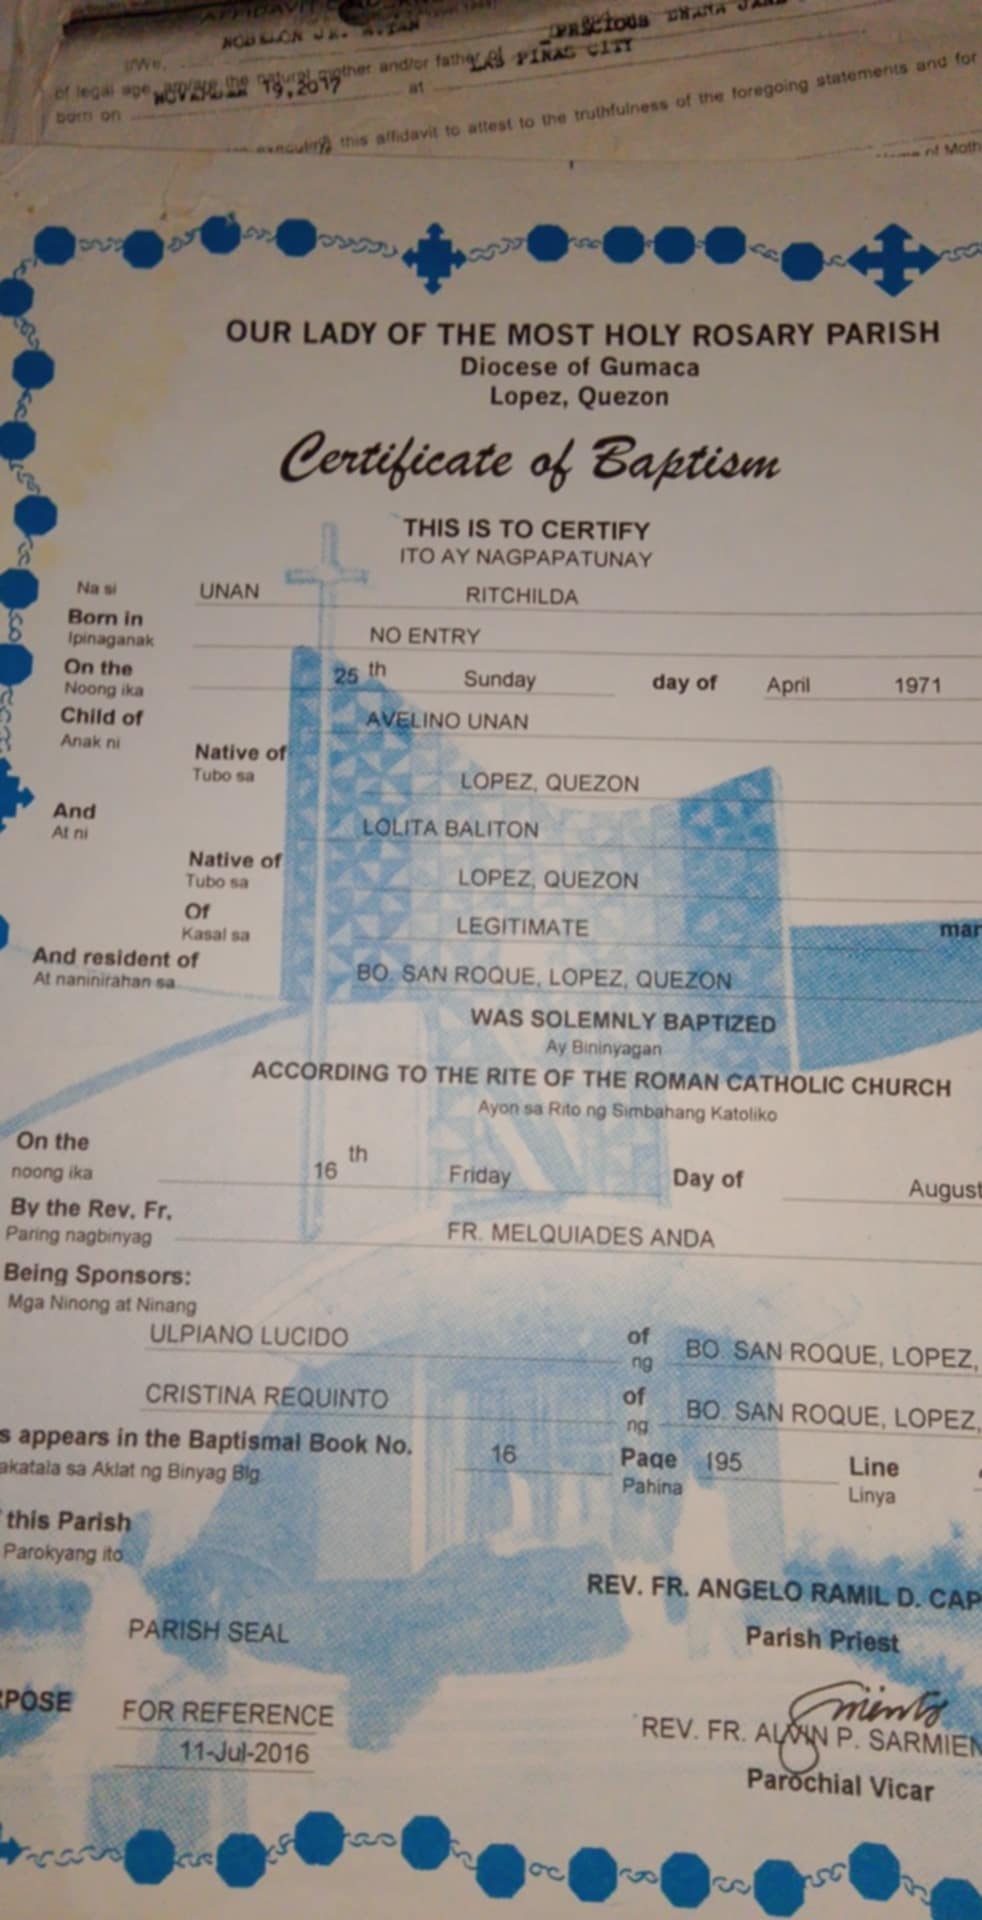 of legal age, am/are the natural mother and/or father of
PRECIOUS
NOVEMBER 19, 2017 at LAS PINAS CITY
born on
this affidavit to attest to the truthfulness of the foregoing statements and for
of Moth
OUR LADY OF THE MOST HOLY ROSARY PARISH
Diocese of Gumaca
Lopez, Quezon
Certificate of Baptism
THIS IS TO CERTIFY
ITO AY NAGPAPATUNAY
Na si UNAN RITCHILDA
Born in NO ENTRY
Ipinaganak
On the 25 th Sunday day of April 1971
Noong ika
Child of AVELINO UNAN
Anak ni
Native of LOPEZ, QUEZON
Tubo sa
And LOLITA BALITON
At ni
Native of LOPEZ, QUEZON
Tubo sa
Of LEGITIMATE mar
Kasal sa
And resident of BO. SAN ROQUE, LOPEZ, QUEZON
At naninirahan sa
WAS SOLEMNLY BAPTIZED
Ay Bininyagan
ACCORDING TO THE RITE OF THE ROMAN CATHOLIC CHURCH
Ayon sa Rito ng Simbahang Katoliko
On the 16 th Friday Day of August
noong ika
By the Rev. Fr. FR. MELQUIADES ANDA
Paring nagbinyag
Being Sponsors:
Mga Ninong at Ninang
ULPIANO LUCIDO of BO. SAN ROQUE, LOPEZ,
ng
CRISTINA REQUINTO of BO. SAN ROQUE, LOPEZ,
ng
s appears in the Baptismal Book No. 16 Page 195 Line
akatala sa Aklat ng Binyag Blg. Pahina Linya
this Parish
Parokyang ito
REV. FR. ANGELO RAMIL D. CAP
PARISH SEAL Parish Priest
RPOSE FOR REFERENCE
REV. FR. ALVIN P. SARMIEN
11-Jul-2016
Parochial Vicar